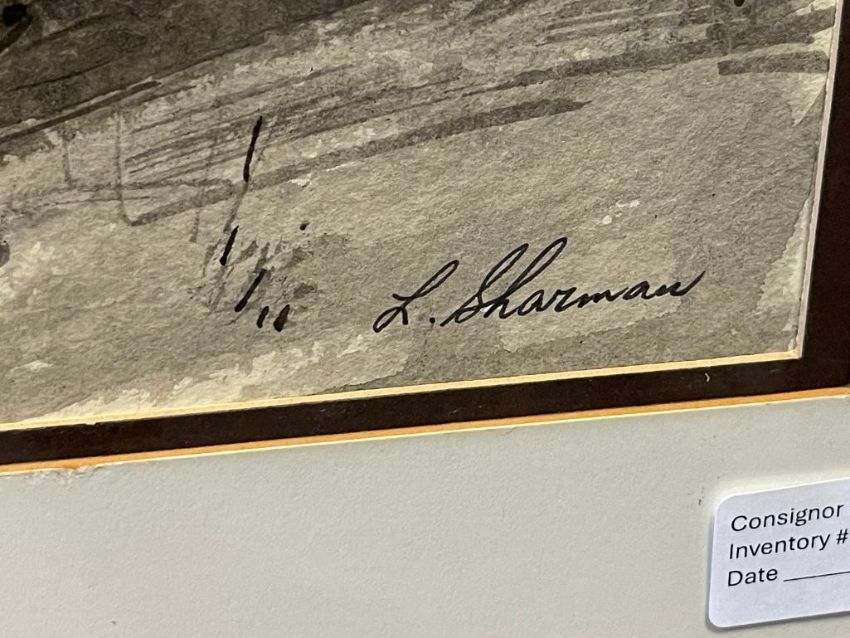 L. Sharman
Consignor
Inventory #
Date